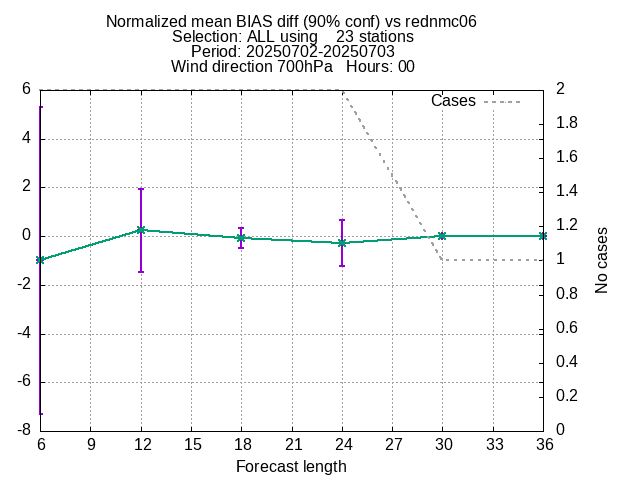 Normalized mean BIAS diff (90% conf) vs rednmc06
Selection: ALL using    23 stations
Period: 20250702-20250703
Wind direction 700hPa   Hours: 00
Cases
6
4
2
0
-2
-4
-6
-8
2
1.8
1.6
1.4
1.2
1
0.8
0.6
0.4
0.2
0
No cases
6 9 12 15 18 21 24 27 30 33 36
Forecast length